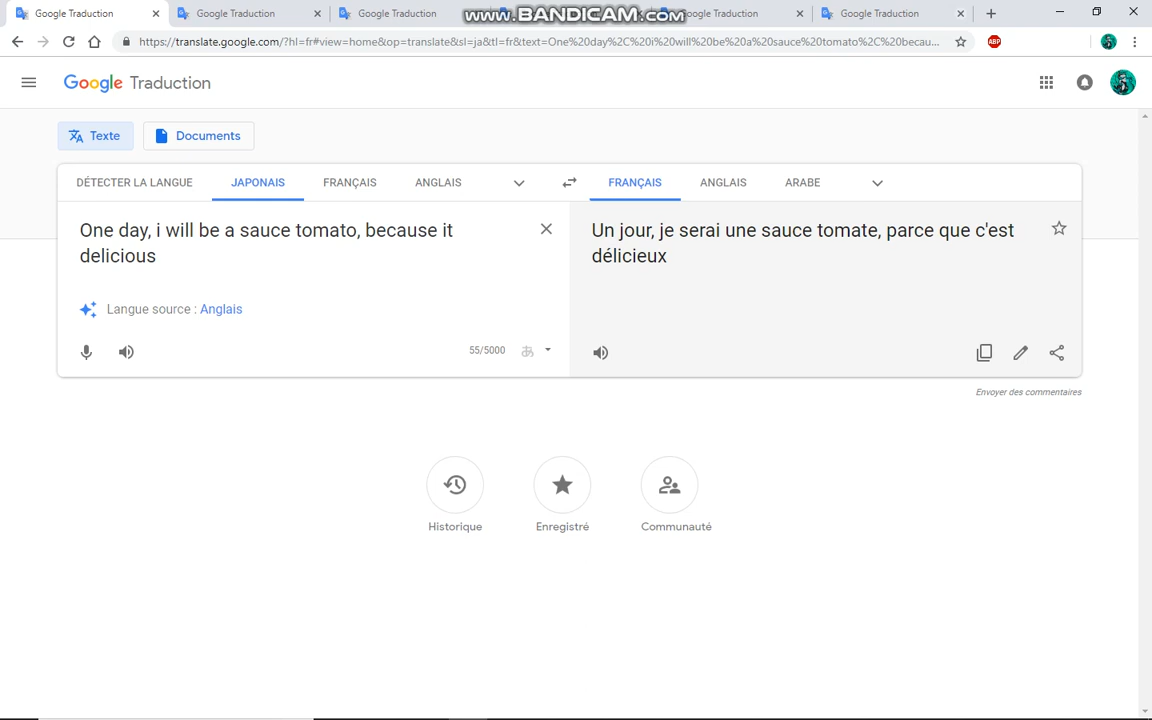 Google Traduction
Google Traduction
Google Traduction
www.BANDICAM.com
oogle Traduction
Google Traduction
https://translate.google.com/?hl=fr#view=home&op=translate&sl=ja&tl=fr&text=One%20day%2C%20i%20will%20be%20a%20sauce%20tomato%2C%20becau...
ABP
Google Traduction
Texte
Documents
DÉTECTER LA LANGUE
JAPONAIS
FRANÇAIS
ANGLAIS
FRANÇAIS
ANGLAIS
ARABE
One day, i will be a sauce tomato, because it
delicious
Un jour, je serai une sauce tomate, parce que c'est
délicieux
Langue source : Anglais
55/5000
あ
Envoyer des commentaires
Historique
Enregistré
Communauté